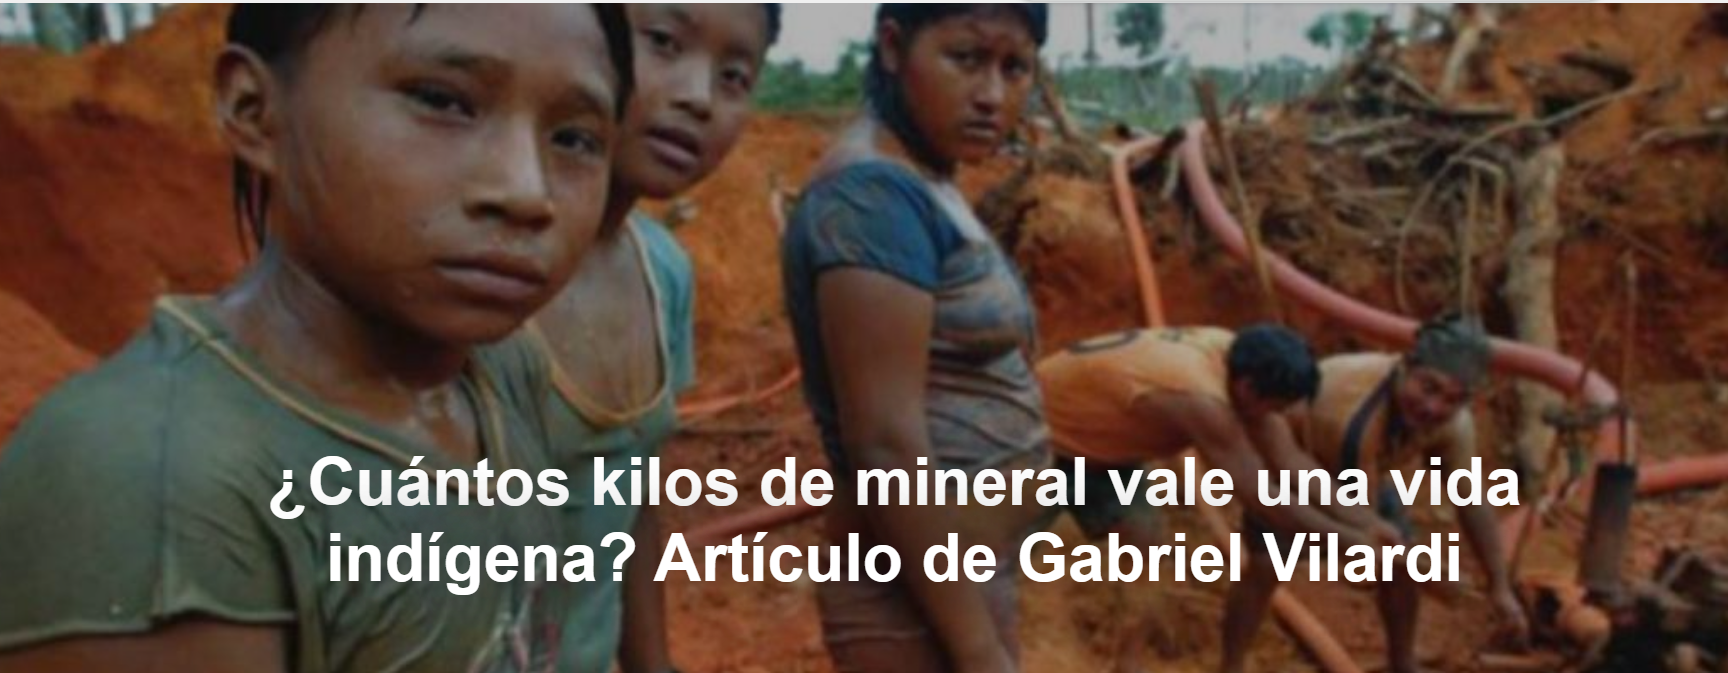 ¿Cuántos kilos de mineral vale una vida
indígena? Artículo de Gabriel Vilardi